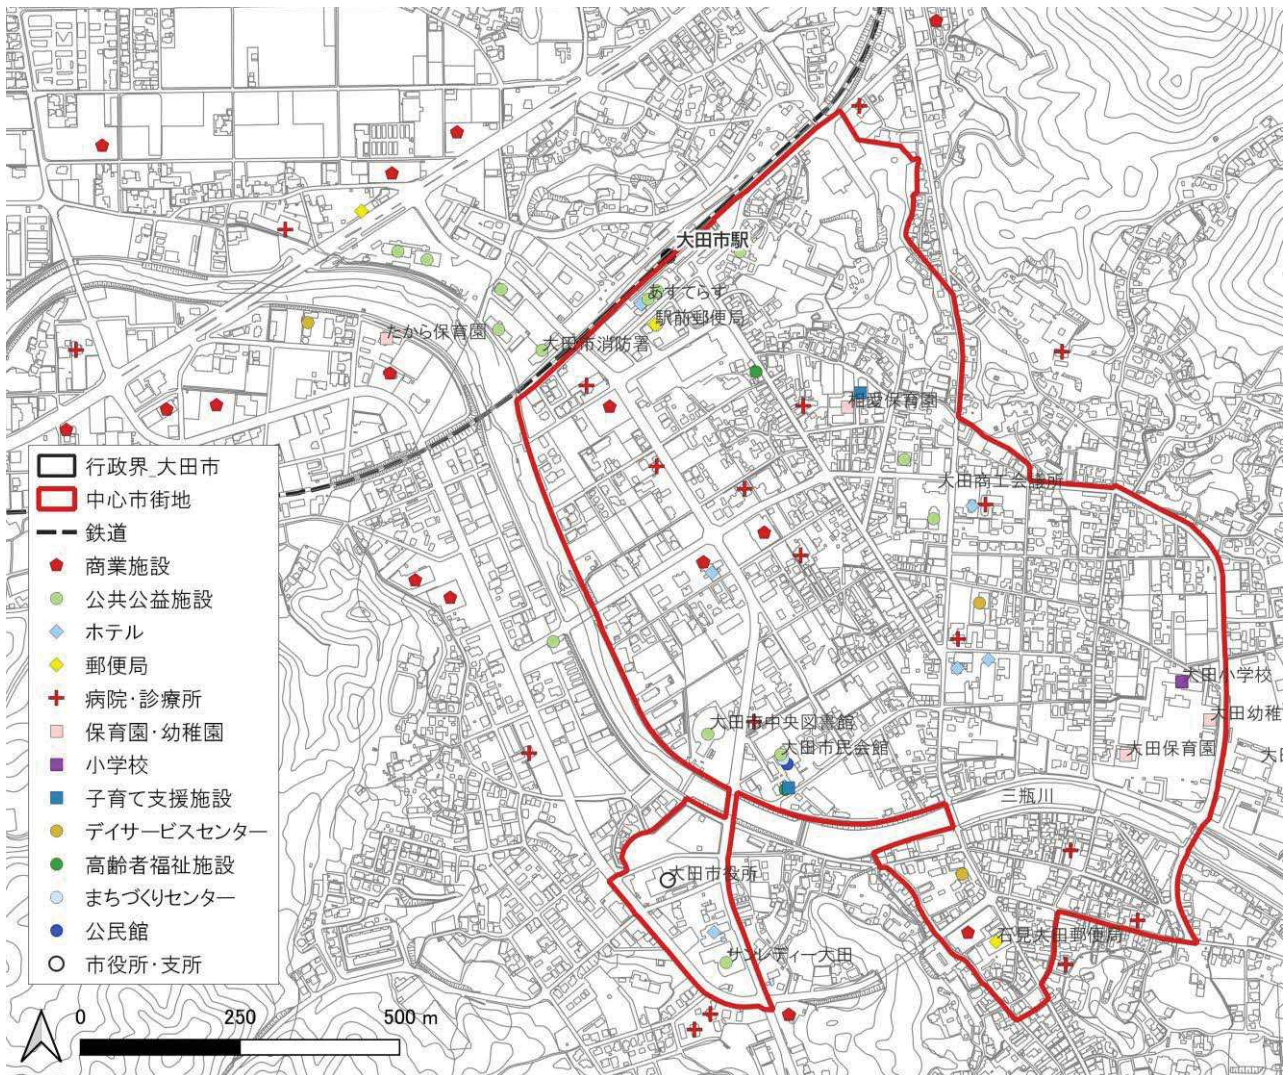 大田市駅
あすてらす
駅前郵便局
たから保育園
大田市消防署
相愛保育園
大田商工会議所
行政界_大田市
中心市街地
鉄道
商業施設
公共公益施設
ホテル
郵便局
病院・診療所
保育園・幼稚園
小学校
子育て支援施設
デイサービスセンター
高齢者福祉施設
まちづくりセンター
公民館
市役所・支所
大田小学校
大田幼稚
大田市中央図書館
大田市民会館
大田保育園
大田
三瓶川
大田市役所
石見大田郵便局
サンレディー大田
0 250 500 m